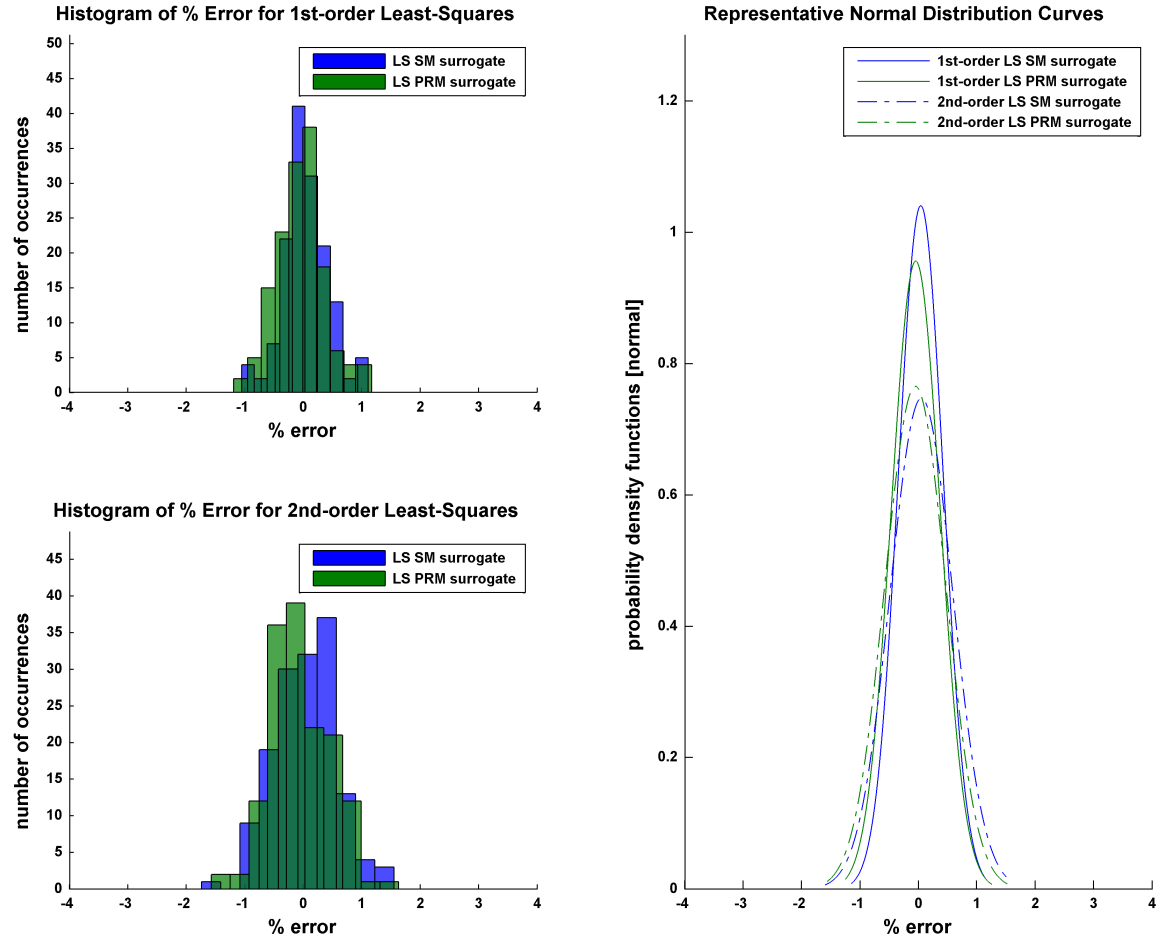 Histogram of % Error for 1st-order Least-Squares
50
45
40
35
30
25
20
15
10
5
0
number of occurrences
LS SM surrogate
LS PRM surrogate
-4 -3 -2 -1 0 1 2 3 4
% error
Histogram of % Error for 2nd-order Least-Squares
45
40
35
30
25
20
15
10
5
0
number of occurrences
LS SM surrogate
LS PRM surrogate
-4 -3 -2 -1 0 1 2 3 4
% error
Representative Normal Distribution Curves
1.2
1
0.8
0.6
0.4
0.2
0
probability density functions [normal]
1st-order LS SM surrogate
1st-order LS PRM surrogate
2nd-order LS SM surrogate
2nd-order LS PRM surrogate
-4 -3 -2 -1 0 1 2 3 4
% error